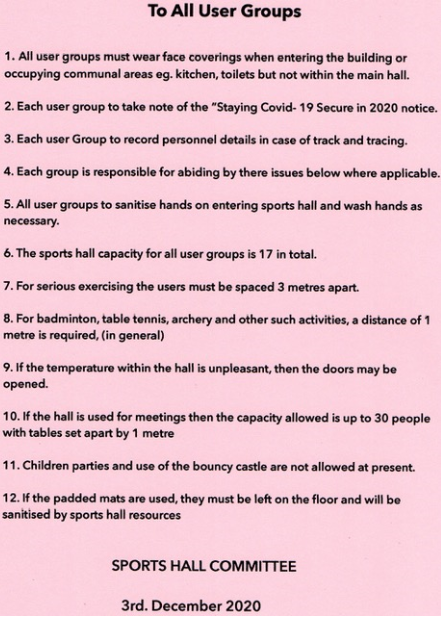 To All User Groups
1. All user groups must wear face coverings when entering the building or
occupying communal areas eg. kitchen, toilets but not within the main hall.
2. Each user group to take note of the “Staying Covid- 19 Secure in 2020 notice.
3. Each user Group to record personnel details in case of track and tracing.
4. Each group is responsible for abiding by there issues below where applicable.
5. All user groups to sanitise hands on entering sports hall and wash hands as
necessary.
6. The sports hall capacity for all user groups is 17 in total.
7. For serious exercising the users must be spaced 3 metres apart.
8. For badminton, table tennis, archery and other such activities, a distance of 1
metre is required, (in general)
9. If the temperature within the hall is unpleasant, then the doors may be
opened.
10. If the hall is used for meetings then the capacity allowed is up to 30 people
with tables set apart by 1 metre
11. Children parties and use of the bouncy castle are not allowed at present.
12. If the padded mats are used, they must be left on the floor and will be
sanitised by sports hall resources
SPORTS HALL COMMITTEE
3rd. December 2020